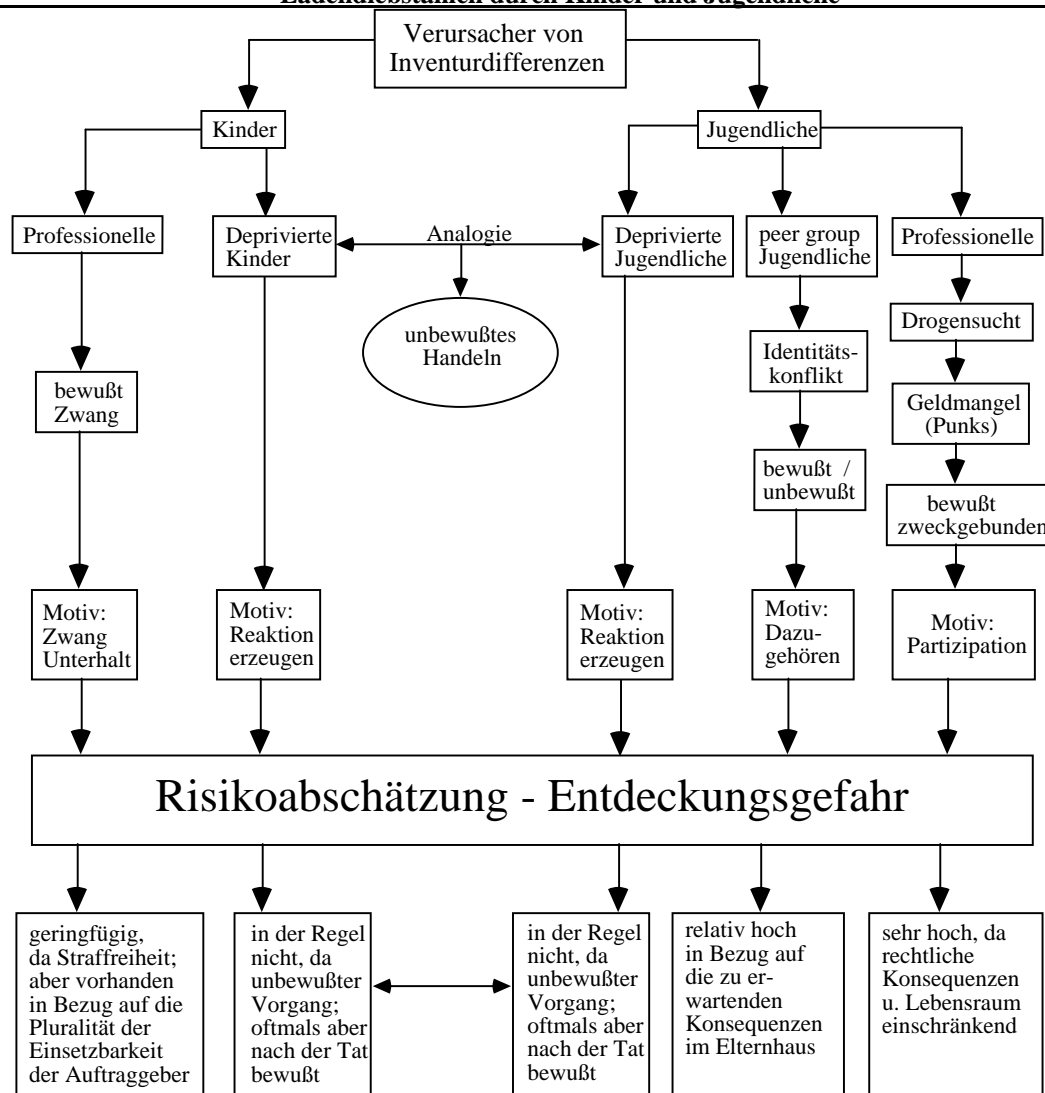 Ladendiebstählen durch Kinder und Jugendliche
Verursacher von
Inventurdifferenzen
Kinder
Jugendliche
Professionelle
Deprivierte
Kinder
Analogie
Deprivierte
Jugendliche
peer group
Jugendliche
Professionelle
unbewußtes
Handeln
Drogensucht
Identitäts-
konflikt
bewußt
Zwang
Geldmangel
(Punks)
bewußt /
unbewußt
bewußt
zweckgebunden
Motiv:
Zwang
Unterhalt
Motiv:
Reaktion
erzeugen
Motiv:
Reaktion
erzeugen
Motiv:
Dazu-
gehören
Motiv:
Partizipation
Risikoabschätzung - Entdeckungsgefahr
geringfügig,
da Straffreiheit;
aber vorhanden
in Bezug auf die
Pluralität der
Einsetzbarkeit
der Auftraggeber
in der Regel
nicht, da
unbewußter
Vorgang;
oftmals aber
nach der Tat
bewußt
in der Regel
nicht, da
unbewußter
Vorgang;
oftmals aber
nach der Tat
bewußt
relativ hoch
in Bezug auf
die zu er-
wartenden
Konsequenzen
im Elternhaus
sehr hoch, da
rechtliche
Konsequenzen
u. Lebensraum
einschränkend